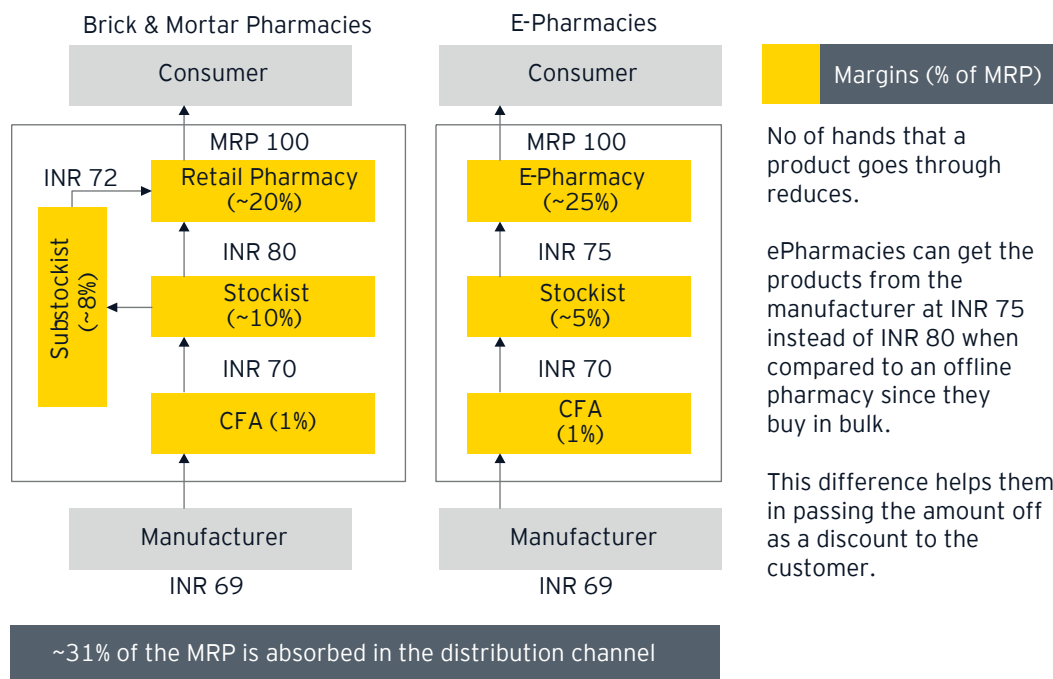 Brick & Mortar Pharmacies
Consumer
MRP 100
INR 72
Retail Pharmacy
(~20%)
INR 80
Substockist
(~8%)
Stockist
(~10%)
INR 70
CFA (1%)
Manufacturer
INR 69
E-Pharmacies
Consumer
MRP 100
E-Pharmacy
(~25%)
INR 75
Stockist
(~5%)
INR 70
CFA
(1%)
Manufacturer
INR 69
Margins (% of MRP)
No of hands that a
product goes through
reduces.
ePharmacies can get the
products from the
manufacturer at INR 75
instead of INR 80 when
compared to an offline
pharmacy since they
buy in bulk.
This difference helps them
in passing the amount off
as a discount to the
customer.
~31% of the MRP is absorbed in the distribution channel